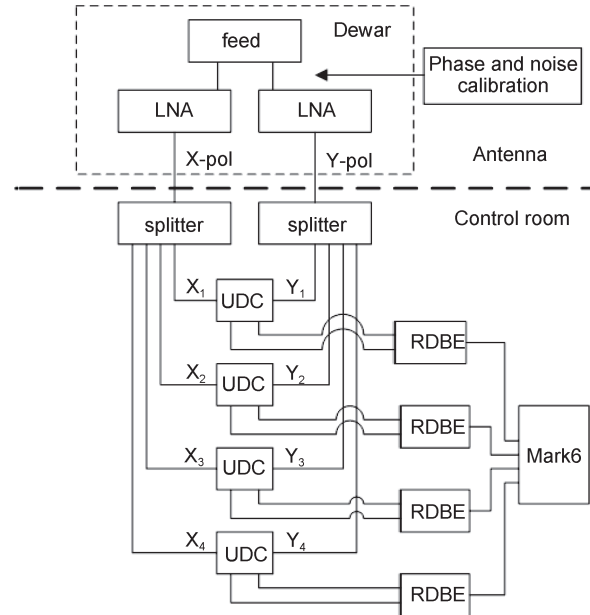 feed
Dewar
Phase and noise
calibration
LNA
LNA
X-pol
Y-pol
Antenna
splitter
splitter
Control room
X₁
UDC
Y₁
RDBE
X₂
UDC
Y₂
RDBE
X₃
UDC
Y₃
Mark6
RDBE
X₄
UDC
Y₄
RDBE